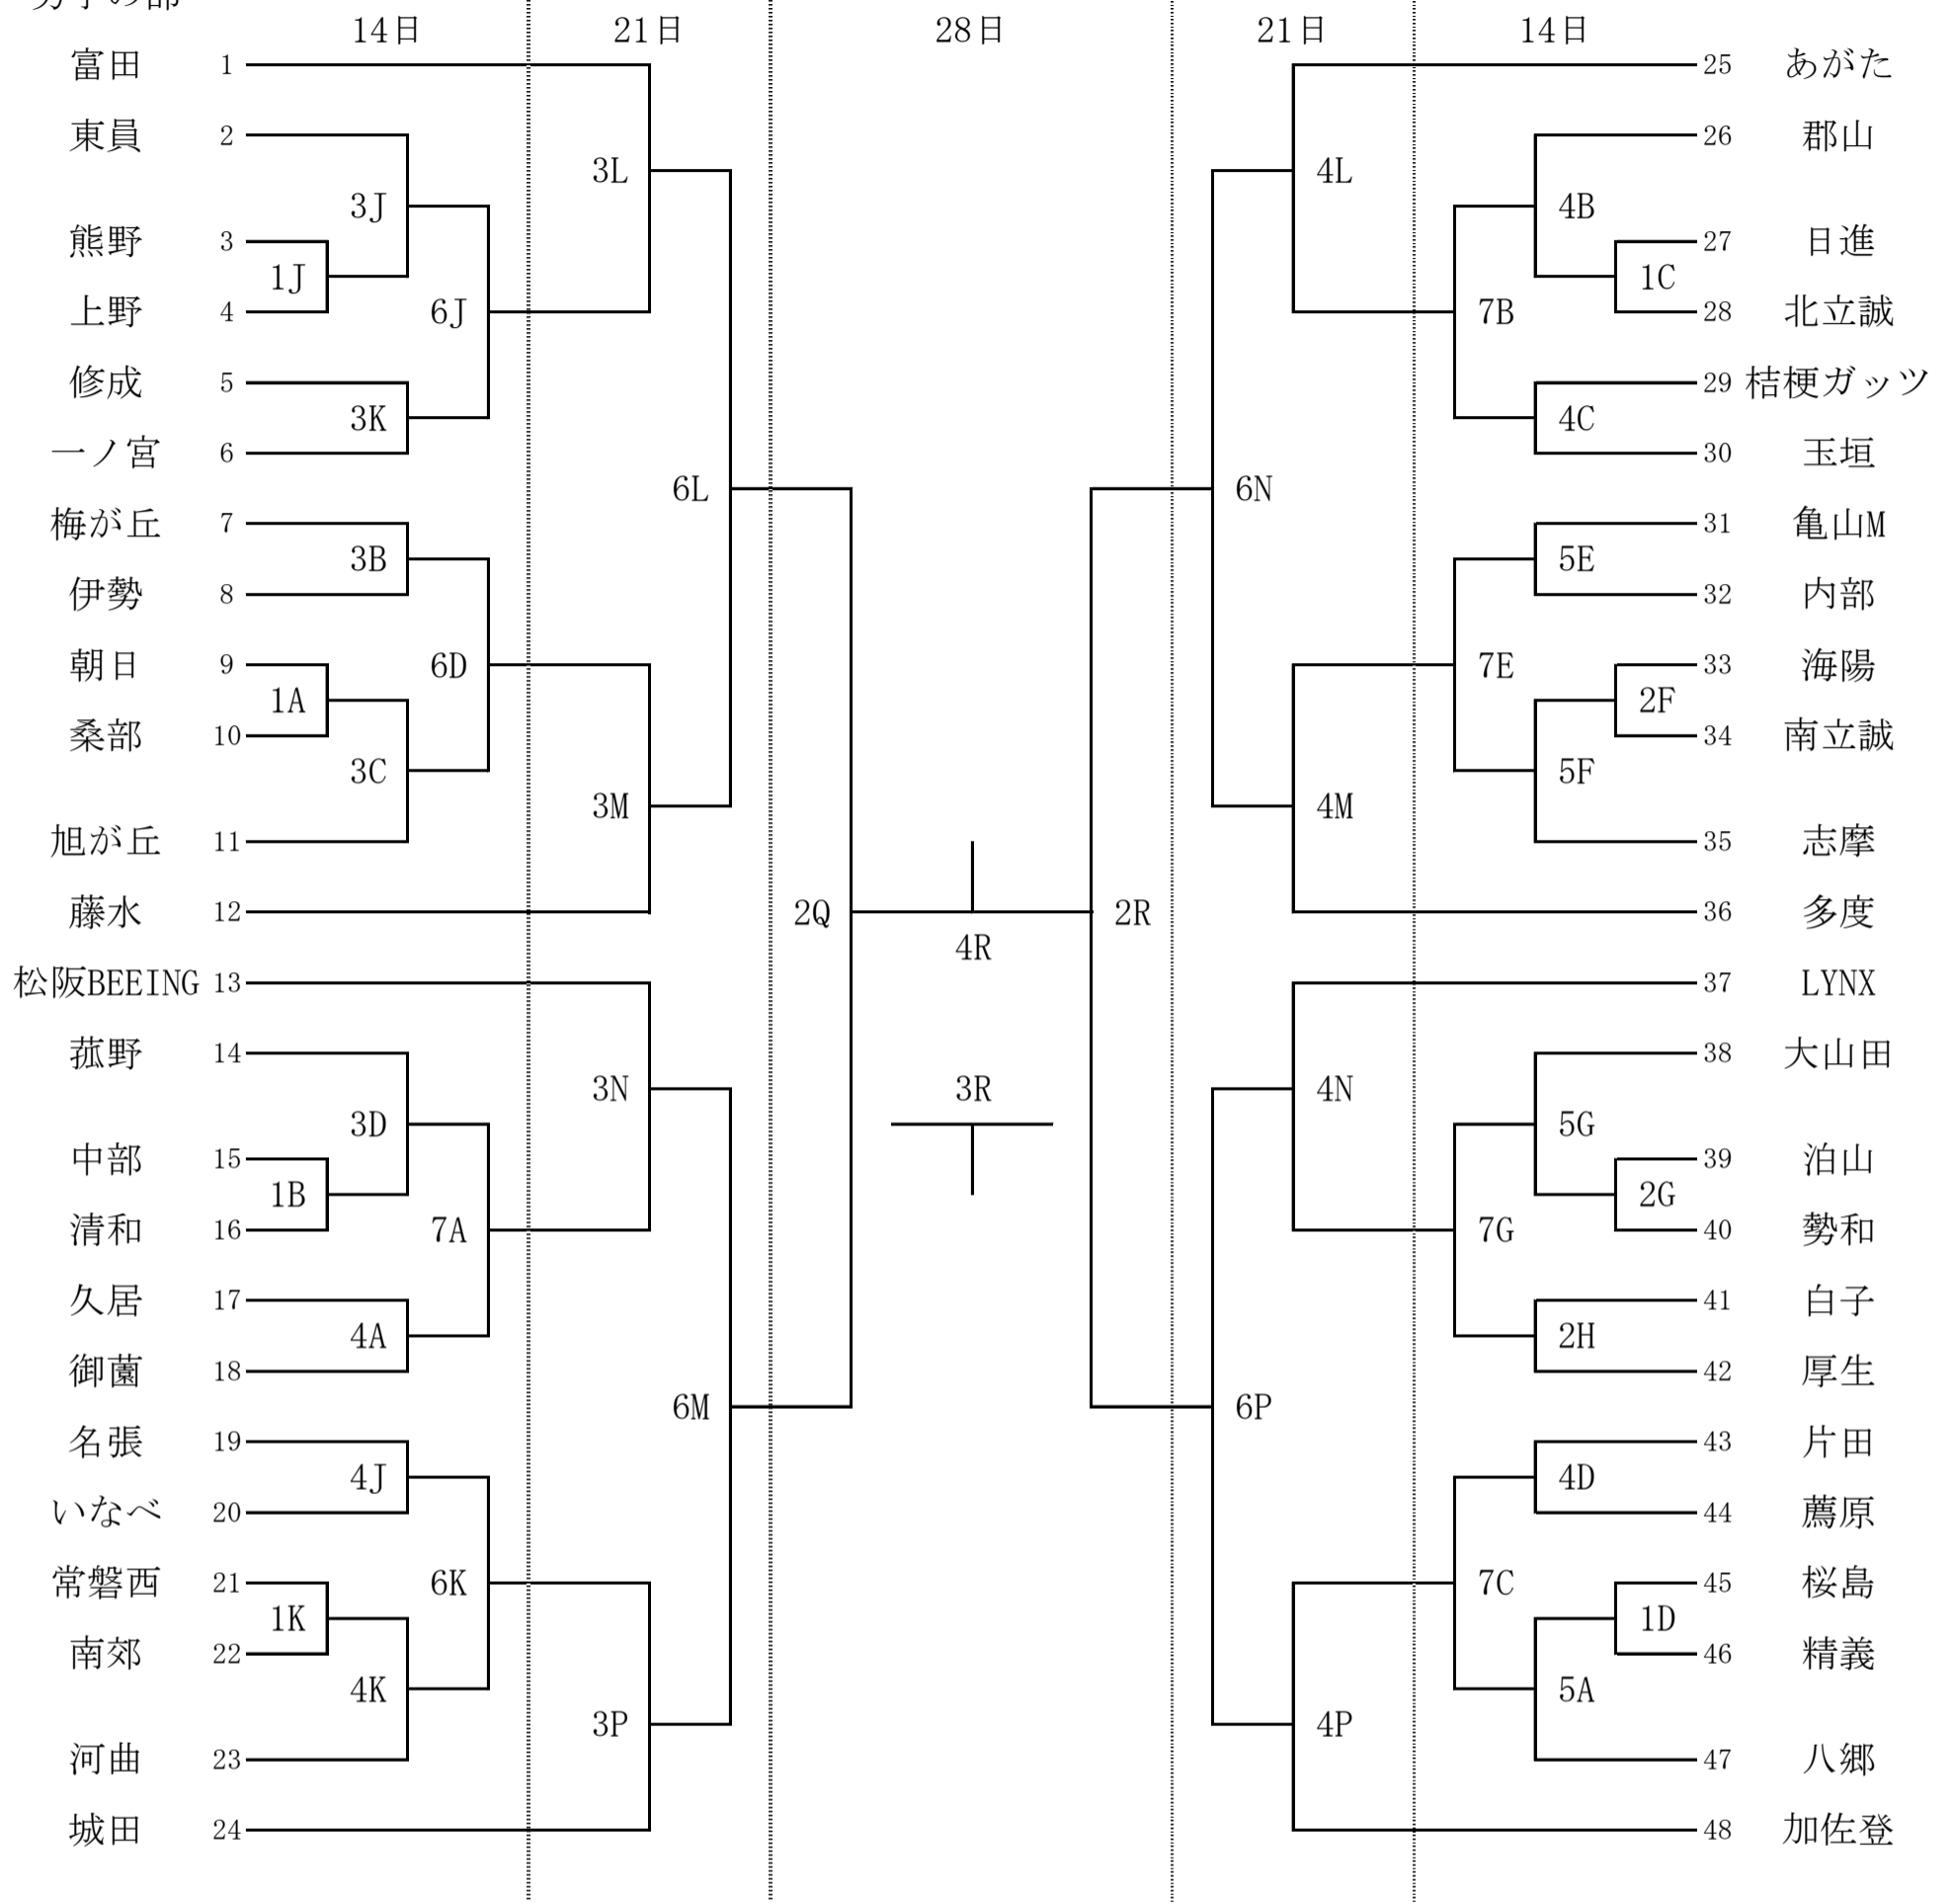 14日 21日 28日 21日 14日
富田 1
東員 2
熊野 3
上野 4
修成 5
一ノ宮 6
梅が丘 7
伊勢 8
朝日 9
桑部 10
旭が丘 11
藤水 12
松阪BEEING 13
菰野 14
中部 15
清和 16
久居 17
御薗 18
名張 19
いなべ 20
常磐西 21
南郊 22
河曲 23
城田 24
1J
1A
1B
1K
3J
3K
3B
3C
3D
4A
4J
4K
6J
6D
7A
6K
3L
3M
3N
3P
6L
6M
2Q
4R
3R
2R
6N
6P
4L
4M
4N
4P
7B
7E
7G
7C
4B
4C
5E
5F
5G
2H
4D
5A
1C
2F
2G
1D
25 あがた
26 郡山
27 日進
28 北立誠
29 桔梗ガッツ
30 玉垣
31 亀山M
32 内部
33 海陽
34 南立誠
35 志摩
36 多度
37 LYNX
38 大山田
39 泊山
40 勢和
41 白子
42 厚生
43 片田
44 薦原
45 桜島
46 精義
47 八郷
48 加佐登